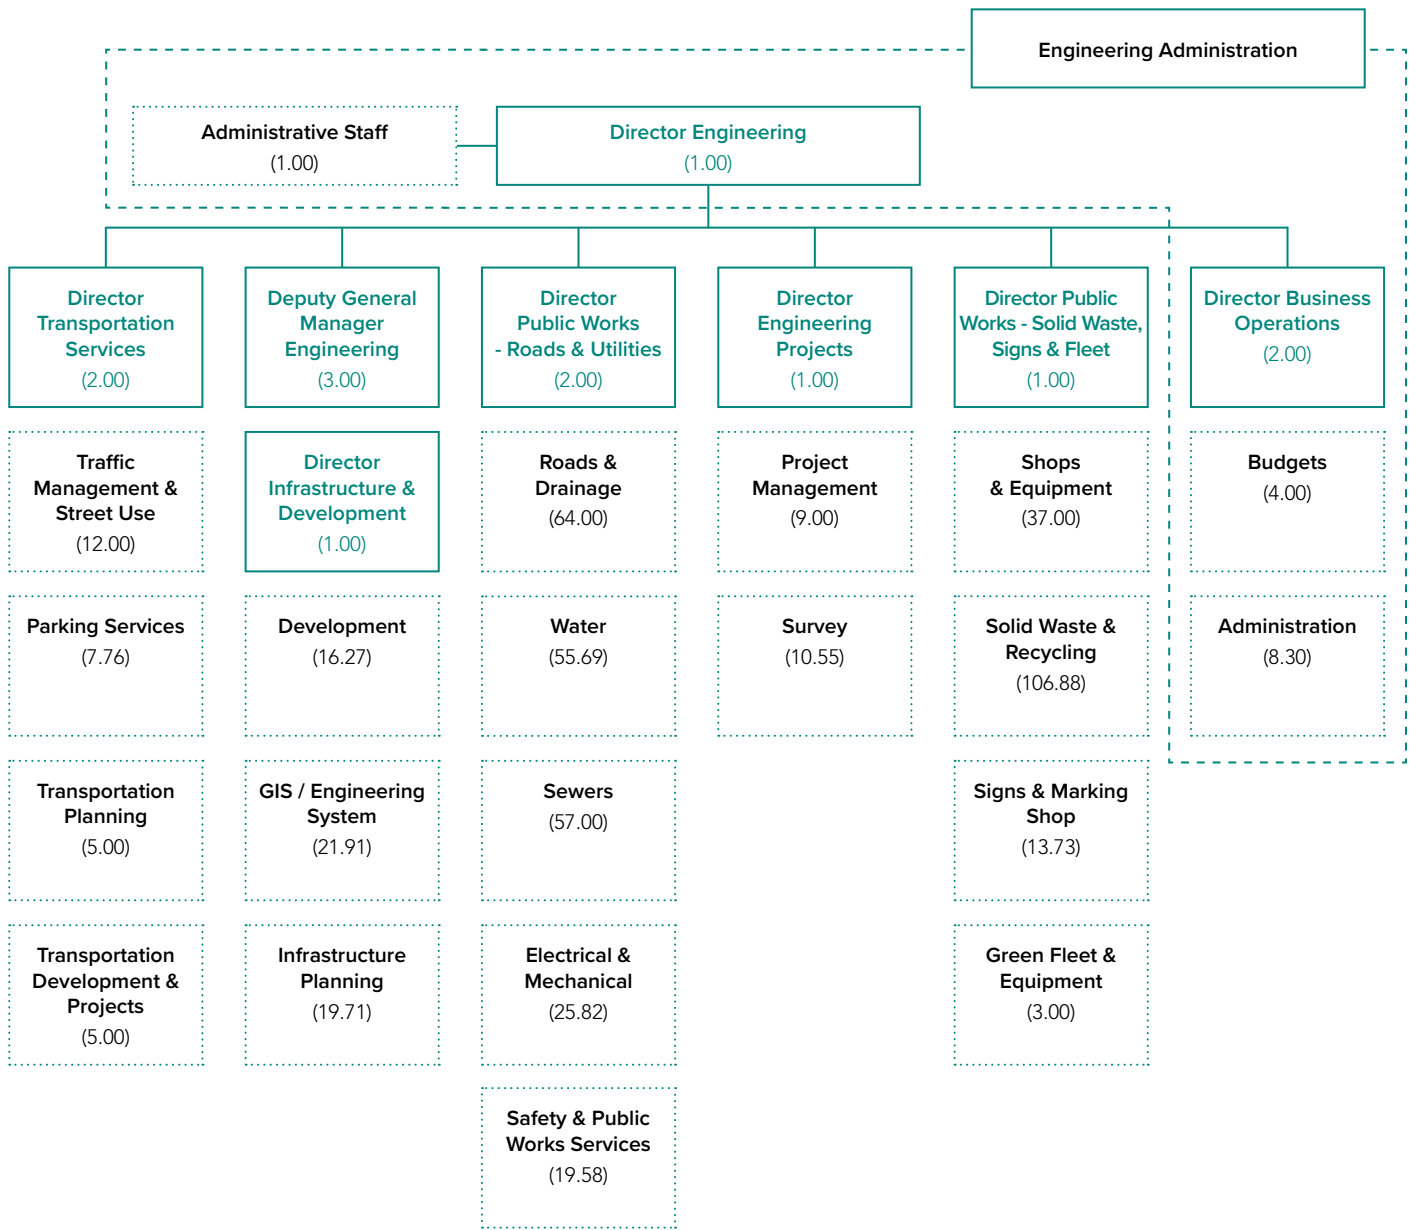 Engineering Administration
Administrative Staff
(1.00)
Director Engineering
(1.00)
Director
Transportation
Services
(2.00)
Deputy General
Manager
Engineering
(3.00)
Director
Public Works
- Roads & Utilities
(2.00)
Director
Engineering
Projects
(1.00)
Director Public
Works - Solid Waste,
Signs & Fleet
(1.00)
Director Business
Operations
(2.00)
Traffic
Management &
Street Use
(12.00)
Director
Infrastructure &
Development
(1.00)
Roads &
Drainage
(64.00)
Project
Management
(9.00)
Shops
& Equipment
(37.00)
Budgets
(4.00)
Parking Services
(7.76)
Development
(16.27)
Water
(55.69)
Survey
(10.55)
Solid Waste &
Recycling
(106.88)
Administration
(8.30)
Transportation
Planning
(5.00)
GIS / Engineering
System
(21.91)
Sewers
(57.00)
Signs & Marking
Shop
(13.73)
Transportation
Development &
Projects
(5.00)
Infrastructure
Planning
(19.71)
Electrical &
Mechanical
(25.82)
Green Fleet &
Equipment
(3.00)
Safety & Public
Works Services
(19.58)